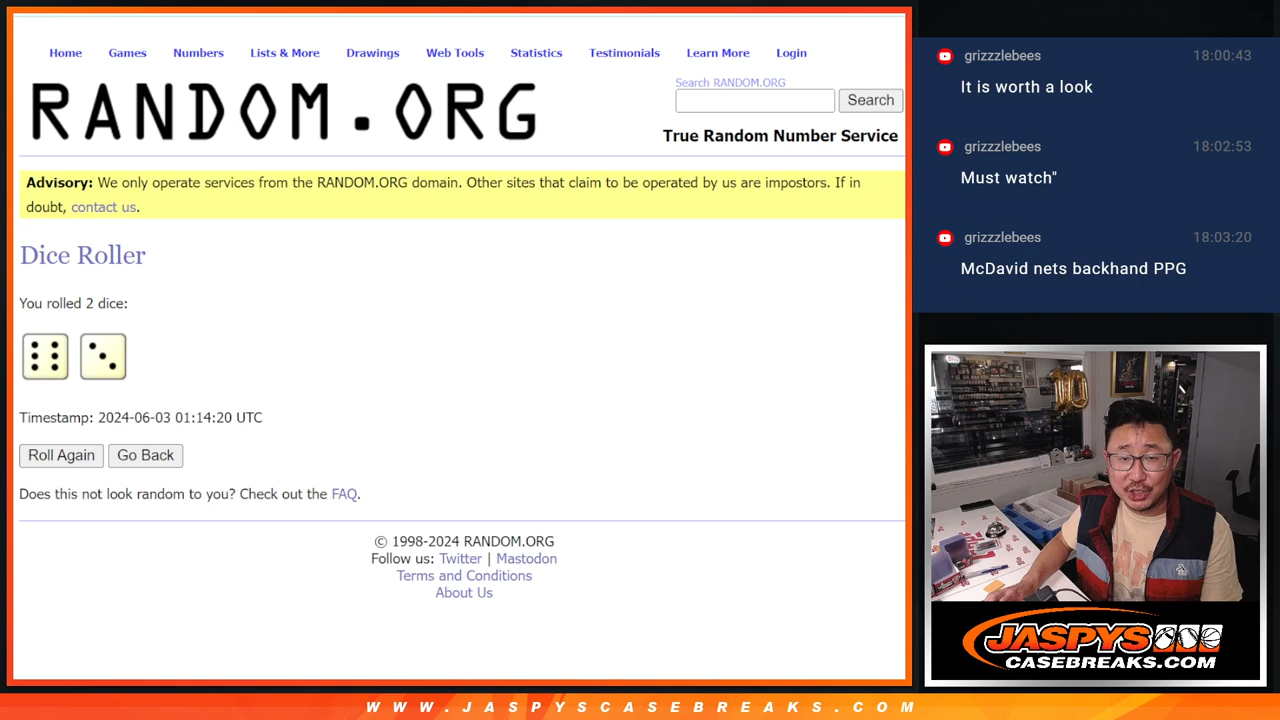 Home Games Numbers Lists & More Drawings Web Tools Statistics Testimonials Learn More Login
RANDOM.ORG
Search RANDOM.ORG
Search
True Random Number Service
Advisory: We only operate services from the RANDOM.ORG domain. Other sites that claim to be operated by us are impostors. If in
doubt, contact us.
Dice Roller
You rolled 2 dice:
Timestamp: 2024-06-03 01:14:20 UTC
Roll Again Go Back
Does this not look random to you? Check out the FAQ.
© 1998-2024 RANDOM.ORG
Follow us: Twitter | Mastodon
Terms and Conditions
About Us
grizzzlebees 18:00:43
It is worth a look
grizzzlebees 18:02:53
Must watch"
grizzzlebees 18:03:20
McDavid nets backhand PPG
10
JASPYS
CASEBREAKS.COM
WWW.JASPYSCASEBREAKS.COM